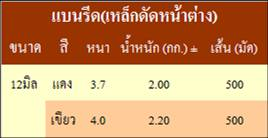 แบนรีด(เหล็กดัดหน้าต่าง)
ขนาด สี หนา น้ำหนัก (กก.) ± เส้น (มัด)
12มิล แดง 3.7 2.00 500
เขียว 4.0 2.20 500